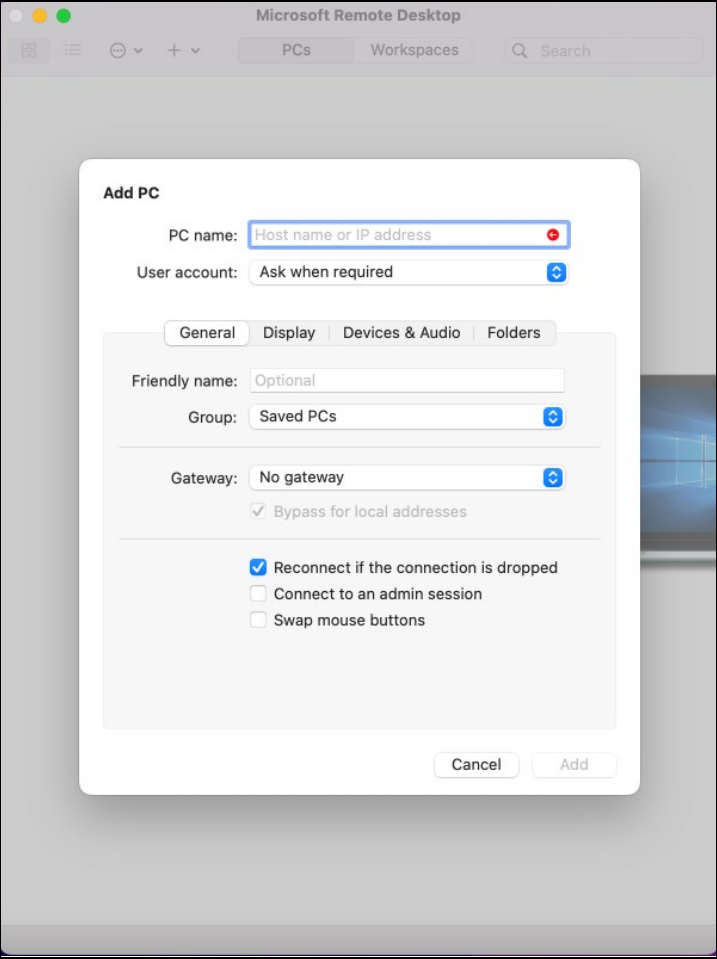 Microsoft Remote Desktop
PCs Workspaces Search
Add PC
PC name: Host name or IP address
User account: Ask when required
General Display Devices & Audio Folders
Friendly name: Optional
Group: Saved PCs
Gateway: No gateway
Bypass for local addresses
Reconnect if the connection is dropped
Connect to an admin session
Swap mouse buttons
Cancel Add